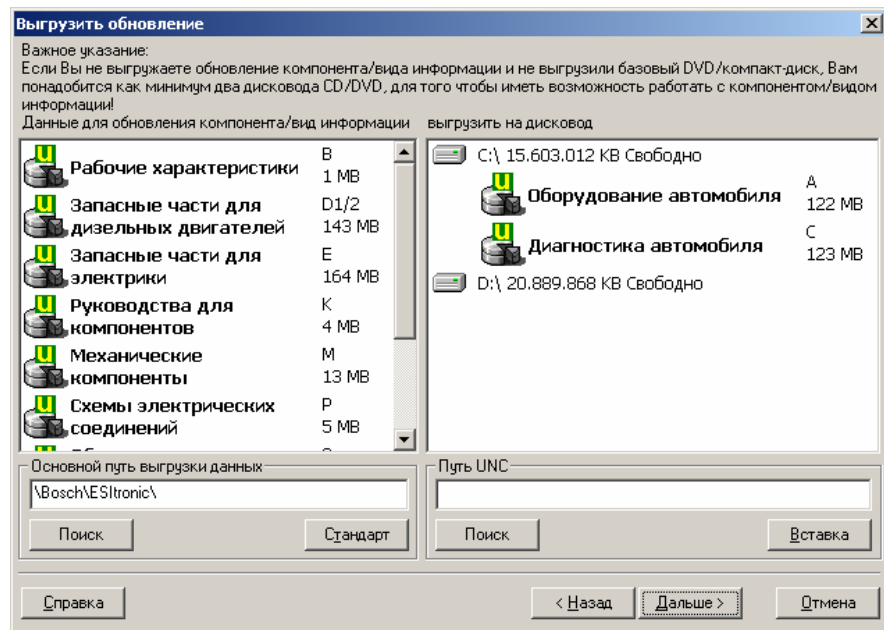 Выгрузить обновление
Важное указание:
Если Вы не выгружаете обновление компонента/вида информации и не выгрузили базовый DVD/компакт-диск, Вам
понадобится как минимум два дисковода CD/DVD, для того чтобы иметь возможность работать с компонентом/видом
информации!
Данные для обновления компонента/вид информации
выгрузить на дисковод
Рабочие характеристики
B
1 MB
Запасные части для
дизельных двигателей
D1/2
143 MB
Запасные части для
электрики
E
164 MB
Руководства для
компонентов
K
4 MB
Механические
компоненты
M
13 MB
Схемы электрических
соединений
P
5 MB
C:\ 15.603.012 KB Свободно
Оборудование автомобиля
A
122 MB
Диагностика автомобиля
C
123 MB
D:\ 20.889.868 KB Свободно
Основной путь выгрузки данных
\Bosch\ESItronic\
Поиск
Стандарт
Путь UNC
Поиск
Вставка
Справка
< Назад
Дальше >
Отмена